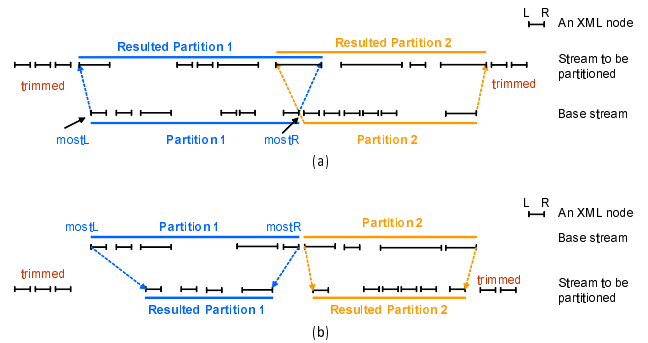 L R
An XML node
Resulted Partition 1
Resulted Partition 2
Stream to be
partitioned
trimmed
trimmed
Base stream
mostL
Partition 1
mostR
Partition 2
(a)
L R
An XML node
mostL
Partition 1
mostR
Partition 2
Base stream
trimmed
trimmed
Stream to be
partitioned
Resulted Partition 1
Resulted Partition 2
(b)